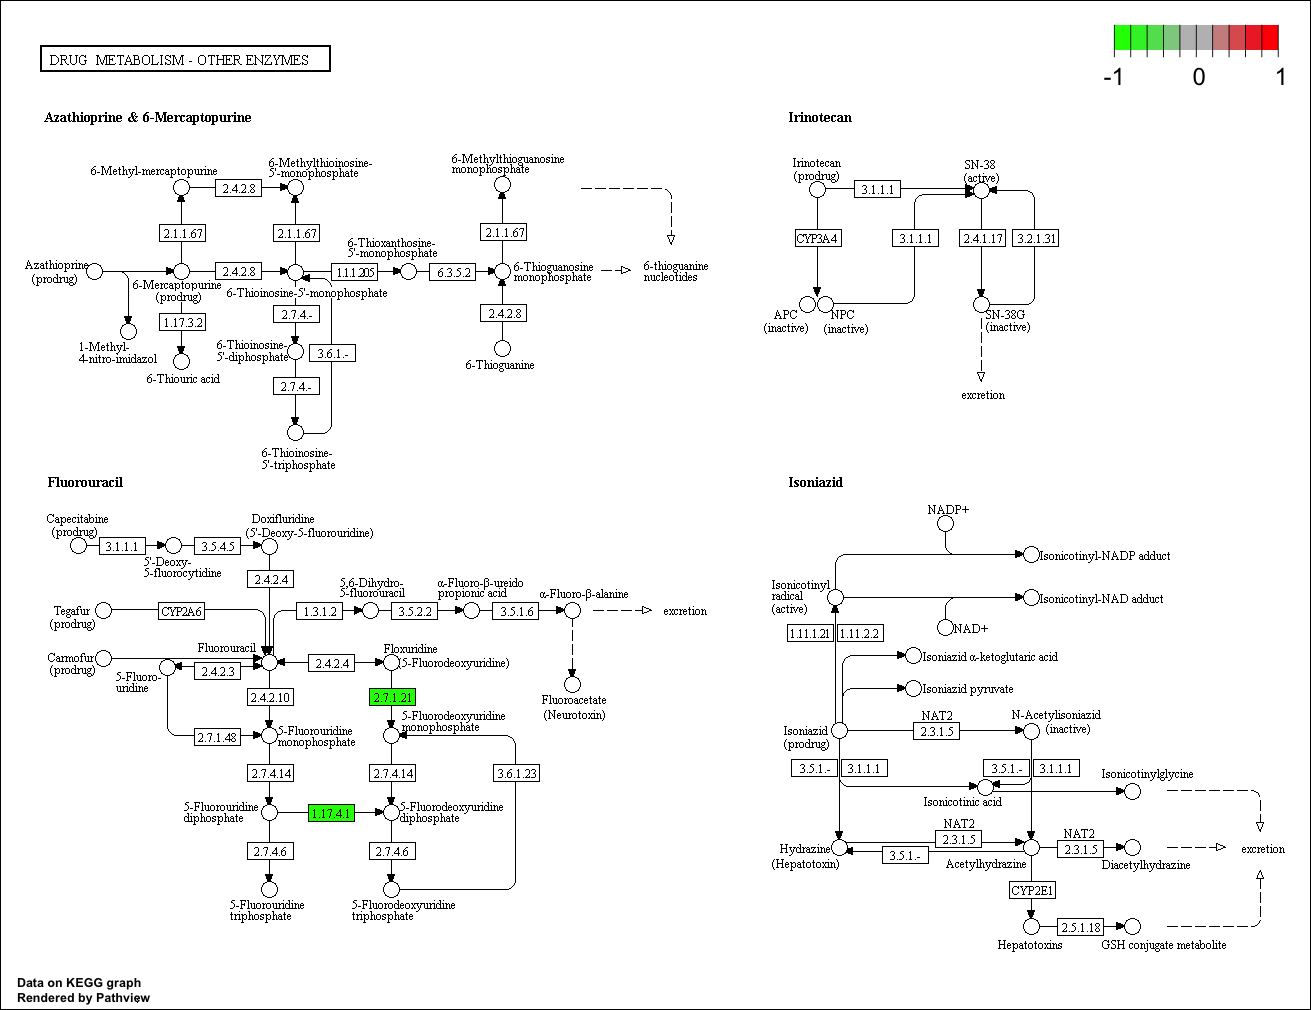 DRUG METABOLISM - OTHER ENZYMES
-1
0
1
Azathioprine & 6-Mercaptopurine
6-Methyl-mercaptopurine
6-Methylthioinosine-
5'-monophosphate
2.4.2.8
6-Methylthioguanosine
monophosphate
2.1.1.67
2.1.1.67
2.1.1.67
6-Thioxanthosine-
5'-monophosphate
Azathioprine
(prodrug)
2.4.2.8
1.1.1.205
6.3.5.2
6-Thioguanosine
monophosphate
6-thioguanine
nucleotides
6-Mercaptopurine
(prodrug)
6-Thioinosine-5'-monophosphate
1.17.3.2
2.7.4.-
2.4.2.8
1-Methyl-
4-nitro-imidazol
6-Thioinosine-
5'-diphosphate
3.6.1.-
6-Thioguanine
6-Thiouric acid
2.7.4.-
6-Thioinosine-
5'-triphosphate
Irinotecan
Irinotecan
(prodrug)
3.1.1.1
SN-38
(active)
CYP3A4
3.1.1.1
2.4.1.17
3.2.1.31
APC
(inactive)
NPC
(inactive)
SN-38G
(inactive)
excretion
Fluorouracil
Capecitabine
(prodrug)
3.1.1.1
5'-Deoxy-
5-fluorocytidine
3.5.4.5
Doxifluridine
(5'-Deoxy-5-fluorouridine)
2.4.2.4
Tegafur
(prodrug)
CYP2A6
1.3.1.2
5,6-Dihydro-
5-fluorouracil
3.5.2.2
α-Fluoro-β-ureido
propionic acid
3.5.1.6
α-Fluoro-β-alanine
excretion
Carmofur
(prodrug)
Fluorouracil
2.4.2.3
5-Fluoro-
uridine
2.4.2.4
Floxuridine
(5-Fluorodeoxyuridine)
2.4.2.10
2.7.1.21
Fluoroacetate
(Neurotoxin)
2.7.1.48
5-Fluorouridine
monophosphate
5-Fluorodeoxyuridine
monophosphate
2.7.4.14
2.7.4.14
3.6.1.23
5-Fluorouridine
diphosphate
1.17.4.1
5-Fluorodeoxyuridine
diphosphate
2.7.4.6
2.7.4.6
5-Fluorouridine
triphosphate
5-Fluorodeoxyuridine
triphosphate
Isoniazid
NADP+
Isonicotinyl-NADP adduct
Isonicotinyl
radical
(active)
Isonicotinyl-NAD adduct
NAD+
1.11.1.21
1.11.2.2
Isoniazid α-ketoglutaric acid
Isoniazid pyruvate
Isoniazid
(prodrug)
NAT2
2.3.1.5
N-Acetylisoniazid
(inactive)
3.5.1.-
3.1.1.1
3.5.1.-
3.1.1.1
Isonicotinic acid
Isonicotinylglycine
Hydrazine
(Hepatotoxin)
NAT2
2.3.1.5
3.5.1.-
Acetylhydrazine
NAT2
2.3.1.5
Diacetylhydrazine
excretion
CYP2E1
Hepatotoxins
2.5.1.18
GSH conjugate metabolite
Data on KEGG graph
Rendered by Pathview